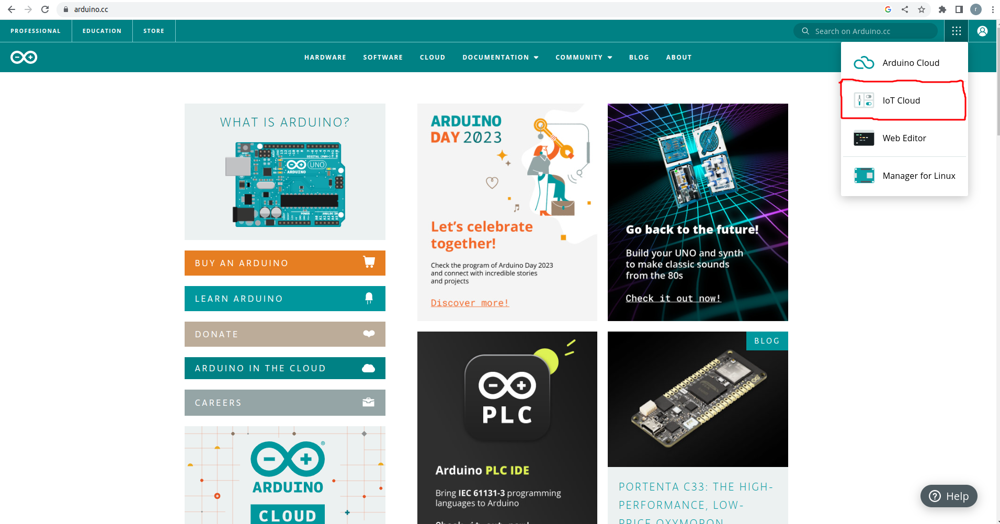 arduino.cc
r
PROFESSIONAL
EDUCATION
STORE
Search on Arduino.cc
HARDWARE
SOFTWARE
CLOUD
DOCUMENTATION
COMMUNITY
BLOG
ABOUT
Arduino Cloud
IoT Cloud
Web Editor
Manager for Linux
WHAT IS ARDUINO?
UNO
ARDUINO
BUY AN ARDUINO
LEARN ARDUINO
DONATE
ARDUINO IN THE CLOUD
CAREERS
ARDUINO
CLOUD
ARDUINO
DAY 2023
Let's celebrate
together!
Check the program of Arduino Day 2023
and connect with incredible stories
and projects
Discover more!
Go back to the future!
Build your UNO and synth
to make classic sounds
from the 80s
Check it out now!
PLC
Arduino PLC IDE
Bring IEC 61131-3 programming
languages to Arduino
Check it out now!
BLOG
PORTENTA C33: THE HIGH-
PERFORMANCE, LOW-
PRICE OXYMORON
Help